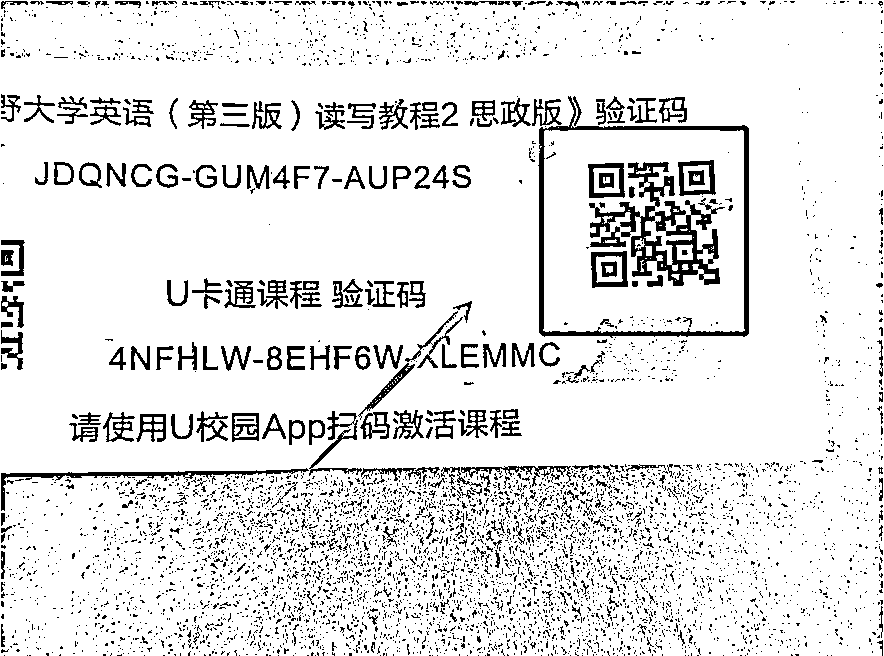 野大学英语（第三版）读写教程2 思政版》验证码
JDQNCG-GUM4F7-AUP24S
U卡通课程 验证码
4NFHLW-8EHF6W-XLEMMC
请使用U校园App扫码激活课程